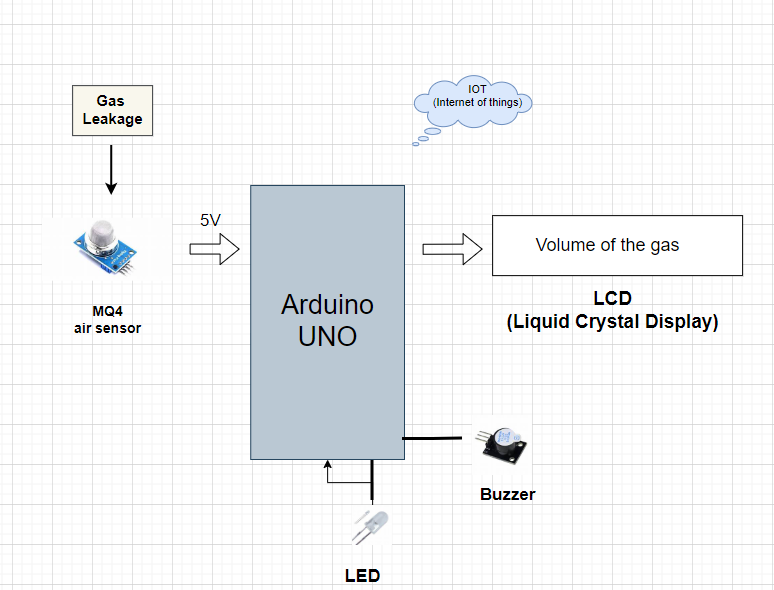 IOT
(Internet of things)
Gas
Leakage
5V
Volume of the gas
Arduino
UNO
LCD
(Liquid Crystal Display)
MQ4
air sensor
Buzzer
LED